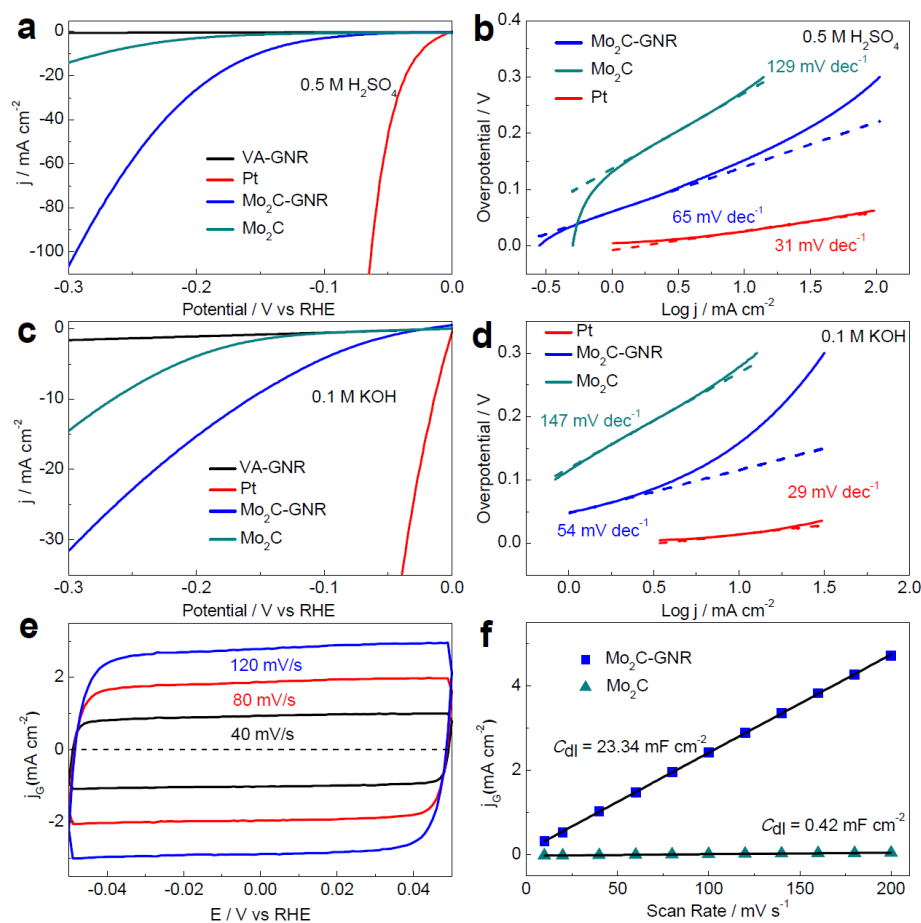 a
0
-20
-40
-60
-80
-100
j / mA cm⁻²
0.5 M H₂SO₄
VA-GNR
Pt
Mo₂C-GNR
Mo₂C
-0.3
-0.2
-0.1
0.0
Potential / V vs RHE
b
0.4
0.3
0.2
0.1
0.0
Overpotential / V
Mo₂C-GNR
Mo₂C
Pt
0.5 M H₂SO₄
129 mV dec⁻¹
65 mV dec⁻¹
31 mV dec⁻¹
-0.5
0.0
0.5
1.0
1.5
2.0
Log j / mA cm⁻²
c
0
-10
-20
-30
j / mA cm⁻²
0.1 M KOH
VA-GNR
Pt
Mo₂C-GNR
Mo₂C
-0.3
-0.2
-0.1
0.0
Potential / V vs RHE
d
0.3
0.2
0.1
0.0
Overpotential / V
Pt
Mo₂C-GNR
Mo₂C
0.1 M KOH
147 mV dec⁻¹
29 mV dec⁻¹
54 mV dec⁻¹
0.0
0.5
1.0
1.5
2.0
Log j / mA cm⁻²
e
2
0
2
j_G(mA cm⁻²)
120 mV/s
80 mV/s
40 mV/s
-0.04
-0.02
0.00
0.02
0.04
E / V vs RHE
f
4
2
0
j_G(mA cm⁻²)
Mo₂C-GNR
Mo₂C
C_dl = 23.34 mF cm⁻²
C_dl = 0.42 mF cm⁻²
0
50
100
150
200
Scan Rate / mV s⁻¹